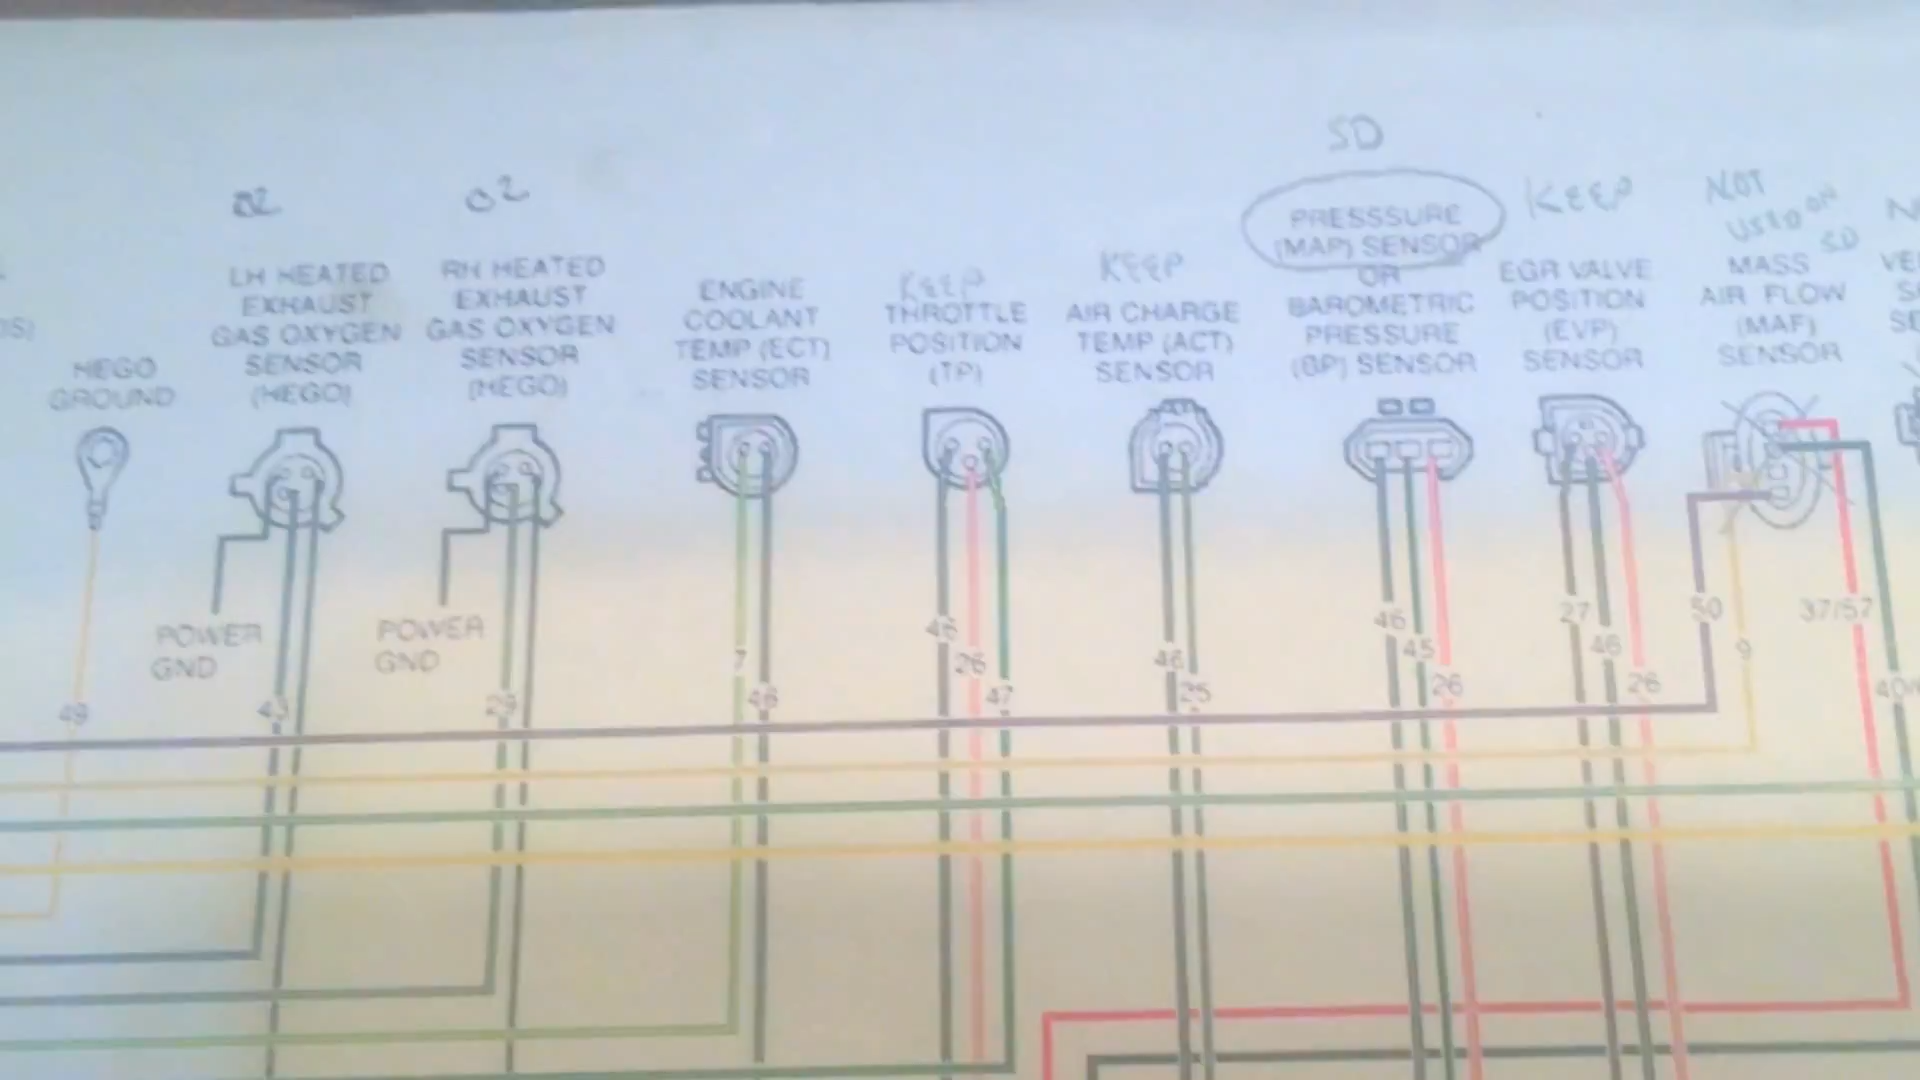 OS)
HEGO
GROUND
49
O2
LH HEATED
EXHAUST
GAS OXYGEN
SENSOR
(HEGO)
POWER
GND
43
O2
RH HEATED
EXHAUST
GAS OXYGEN
SENSOR
(HEGO)
POWER
GND
29
ENGINE
COOLANT
TEMP (ECT)
SENSOR
7
46
KEEP
THROTTLE
POSITION
(TP)
46
26
47
KEEP
AIR CHARGE
TEMP (ACT)
SENSOR
46
25
SD
PRESSSURE
(MAP) SENSOR
OR
BAROMETRIC
PRESSURE
(BP) SENSOR
46
45
26
KEEP
EGR VALVE
POSITION
(EVP)
SENSOR
27
46
26
NOT
USED ON
SD
MASS
AIR FLOW
(MAF)
SENSOR
50
9
37/57
40/
VE
S
SE